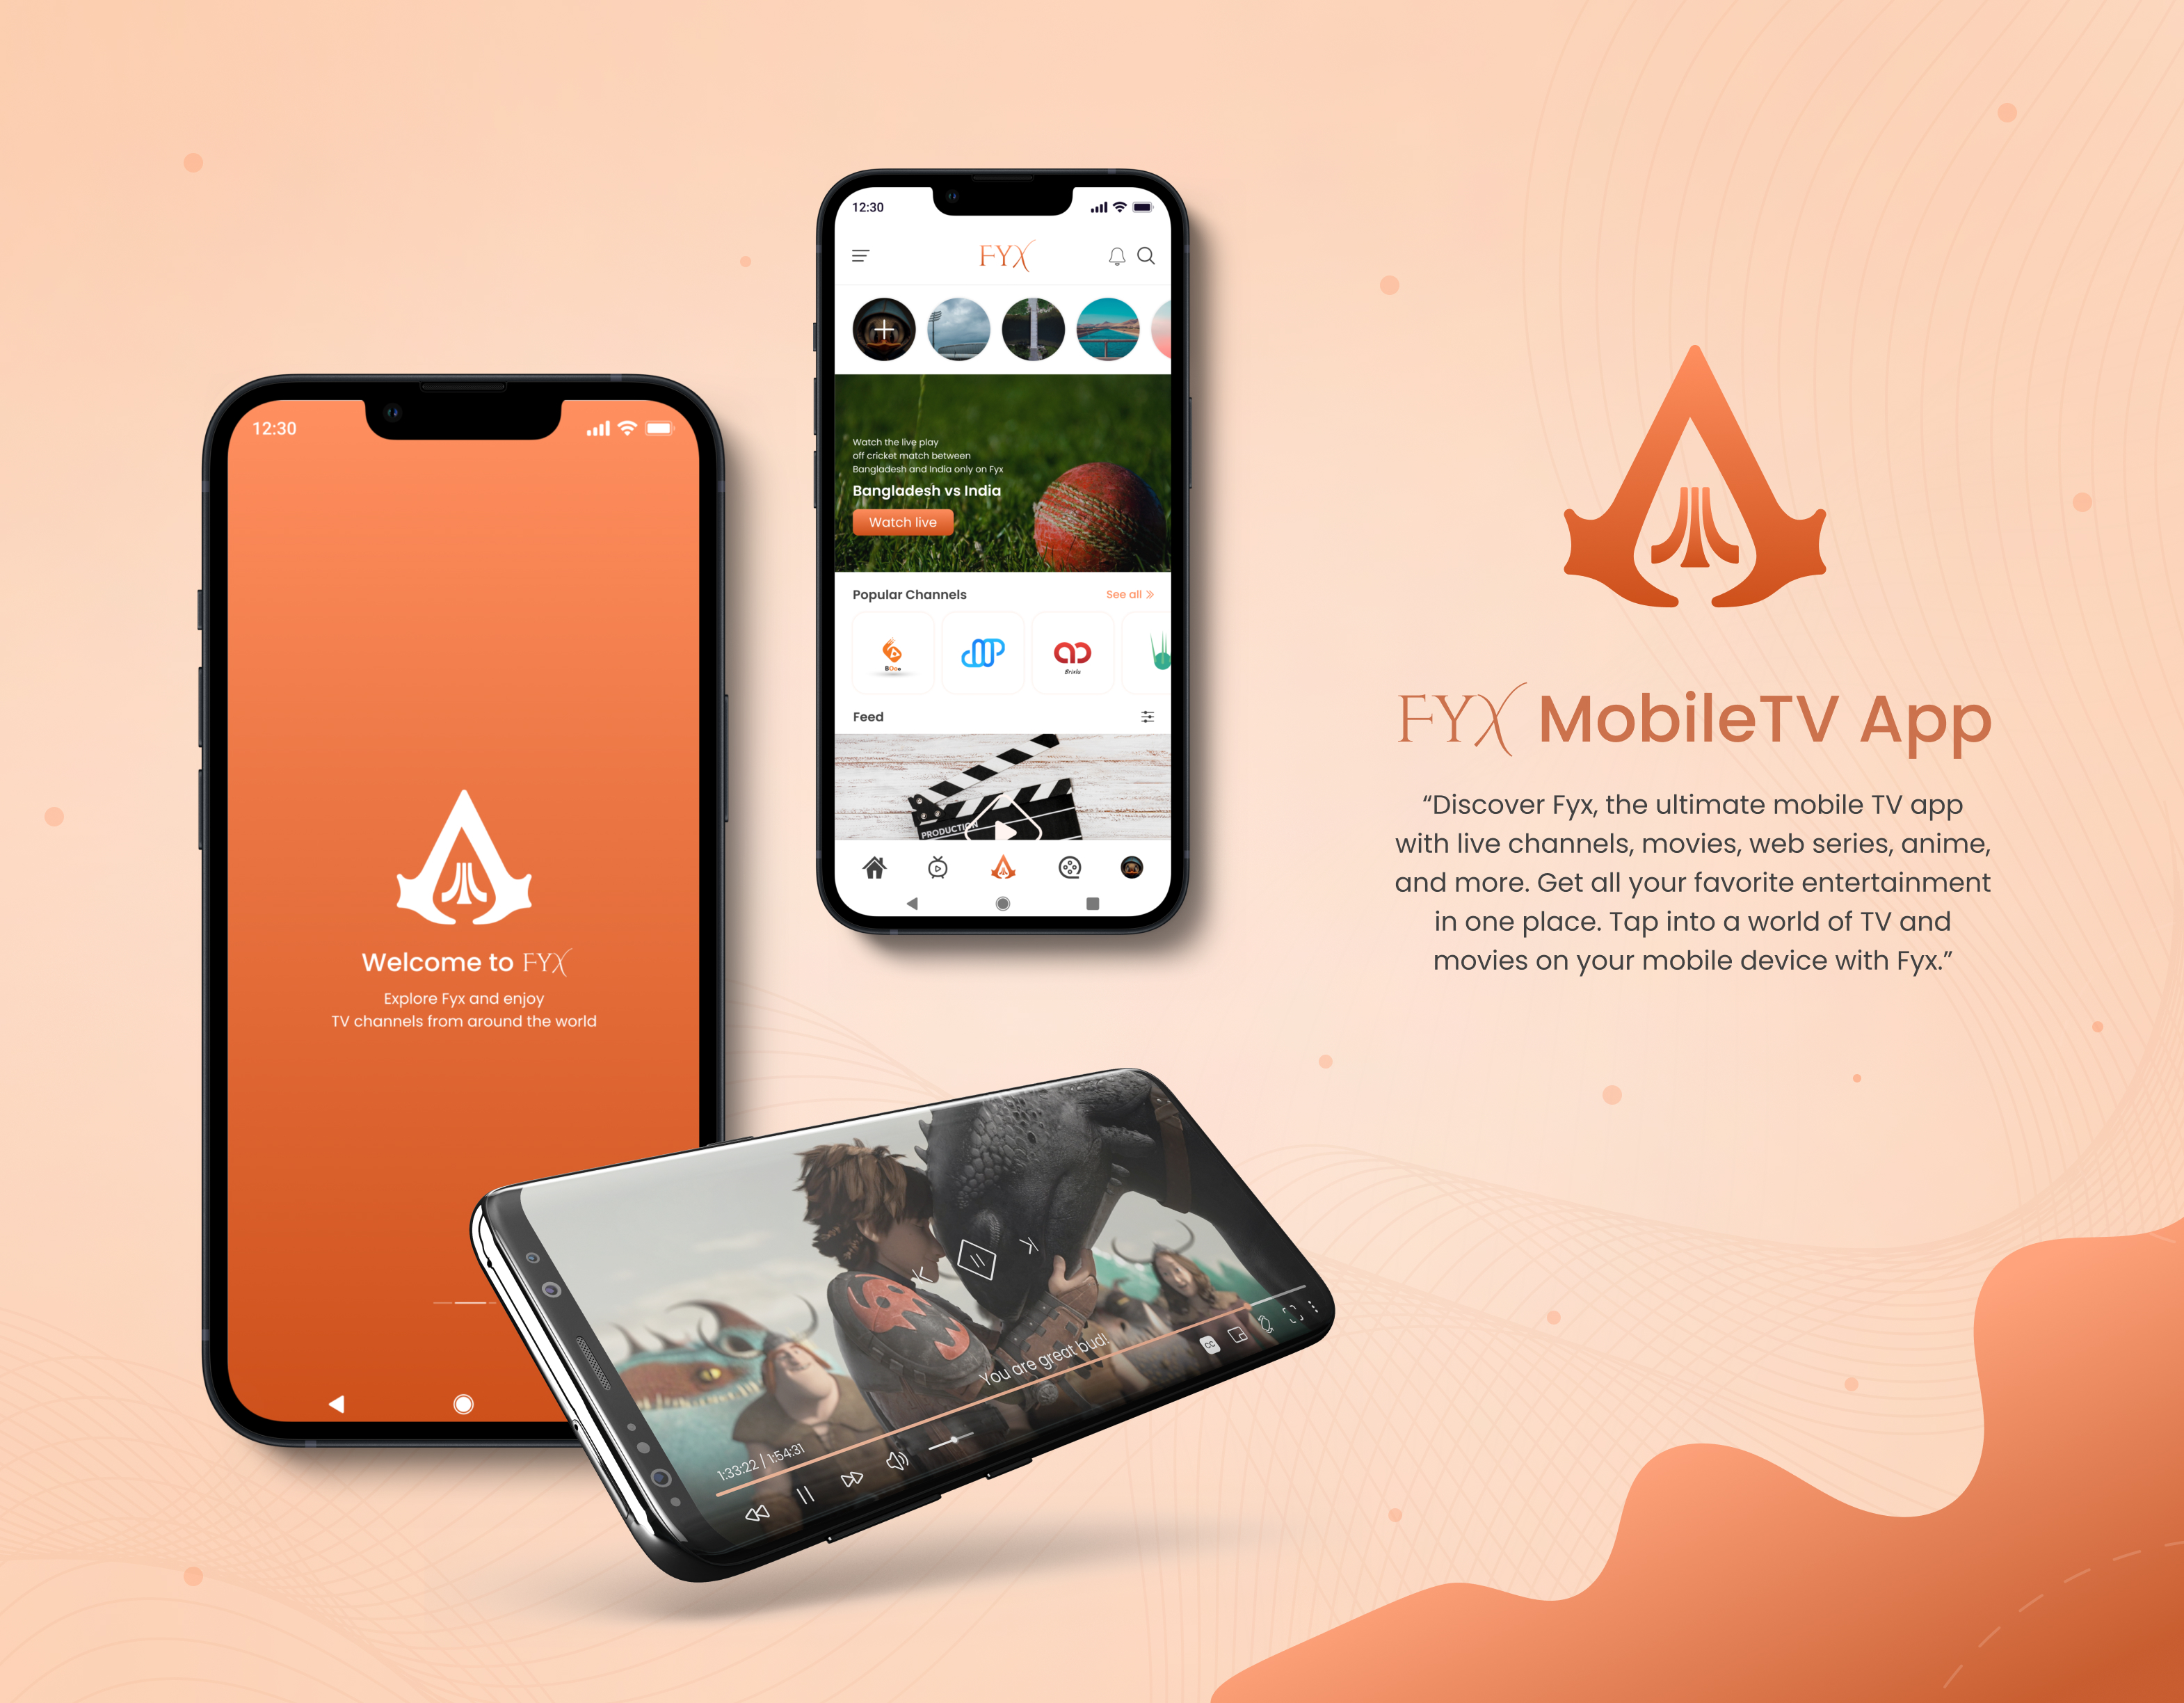 12:30
Welcome to FYX
Explore Fyx and enjoy
TV channels from around the world
12:30
FYX
Watch the live play
off cricket match between
Bangladesh and India only on Fyx
Bangladesh vs India
Watch live
Popular Channels
See all
BOou
Brivlu
Feed
PRODUCTION
You are great bud!
CC
1:33:22 / 1:54:31
FYX MobileTV App
“Discover Fyx, the ultimate mobile TV app
with live channels, movies, web series, anime,
and more. Get all your favorite entertainment
in one place. Tap into a world of TV and
movies on your mobile device with Fyx.”